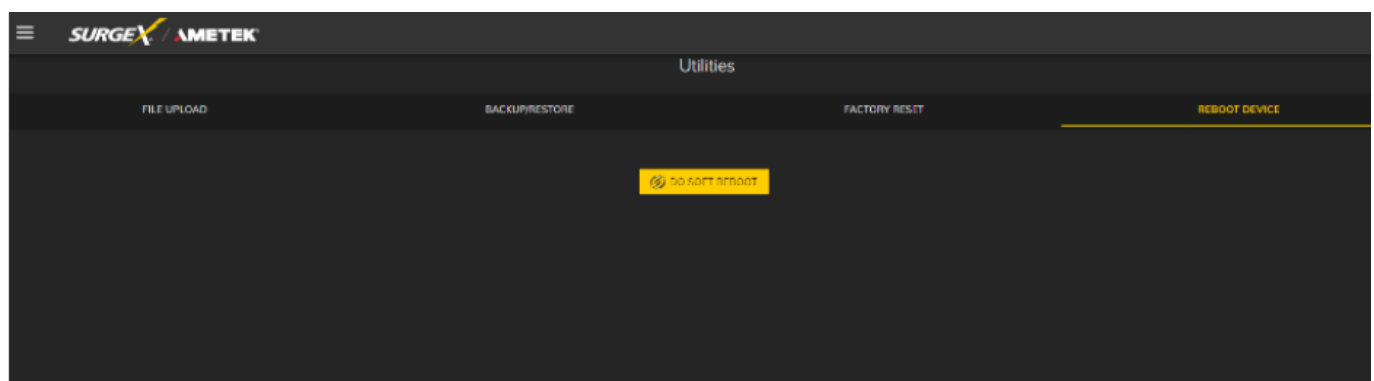 SURGEX / AMETEK
Utilities
FILE UPLOAD
BACKUP/RESTORE
FACTORY RESET
REBOOT DEVICE
DO SOFT REBOOT